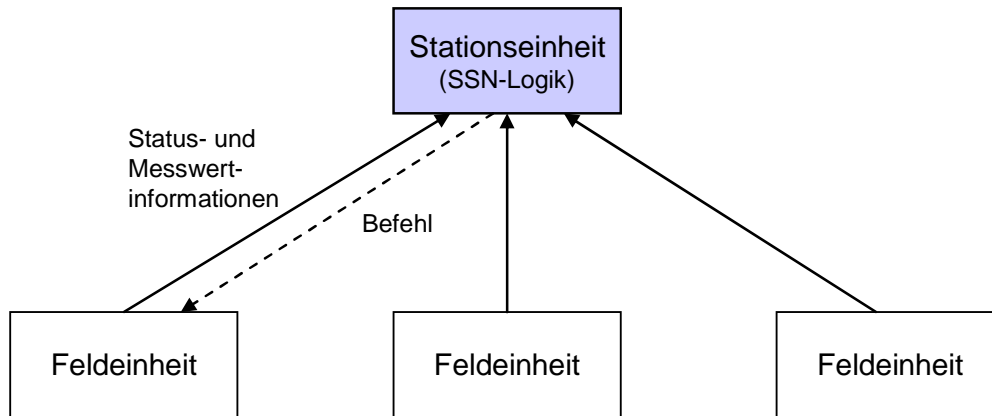 Stationseinheit
(SSN-Logik)
Status- und
Messwert-
informationen
Befehl
Feldeinheit
Feldeinheit
Feldeinheit